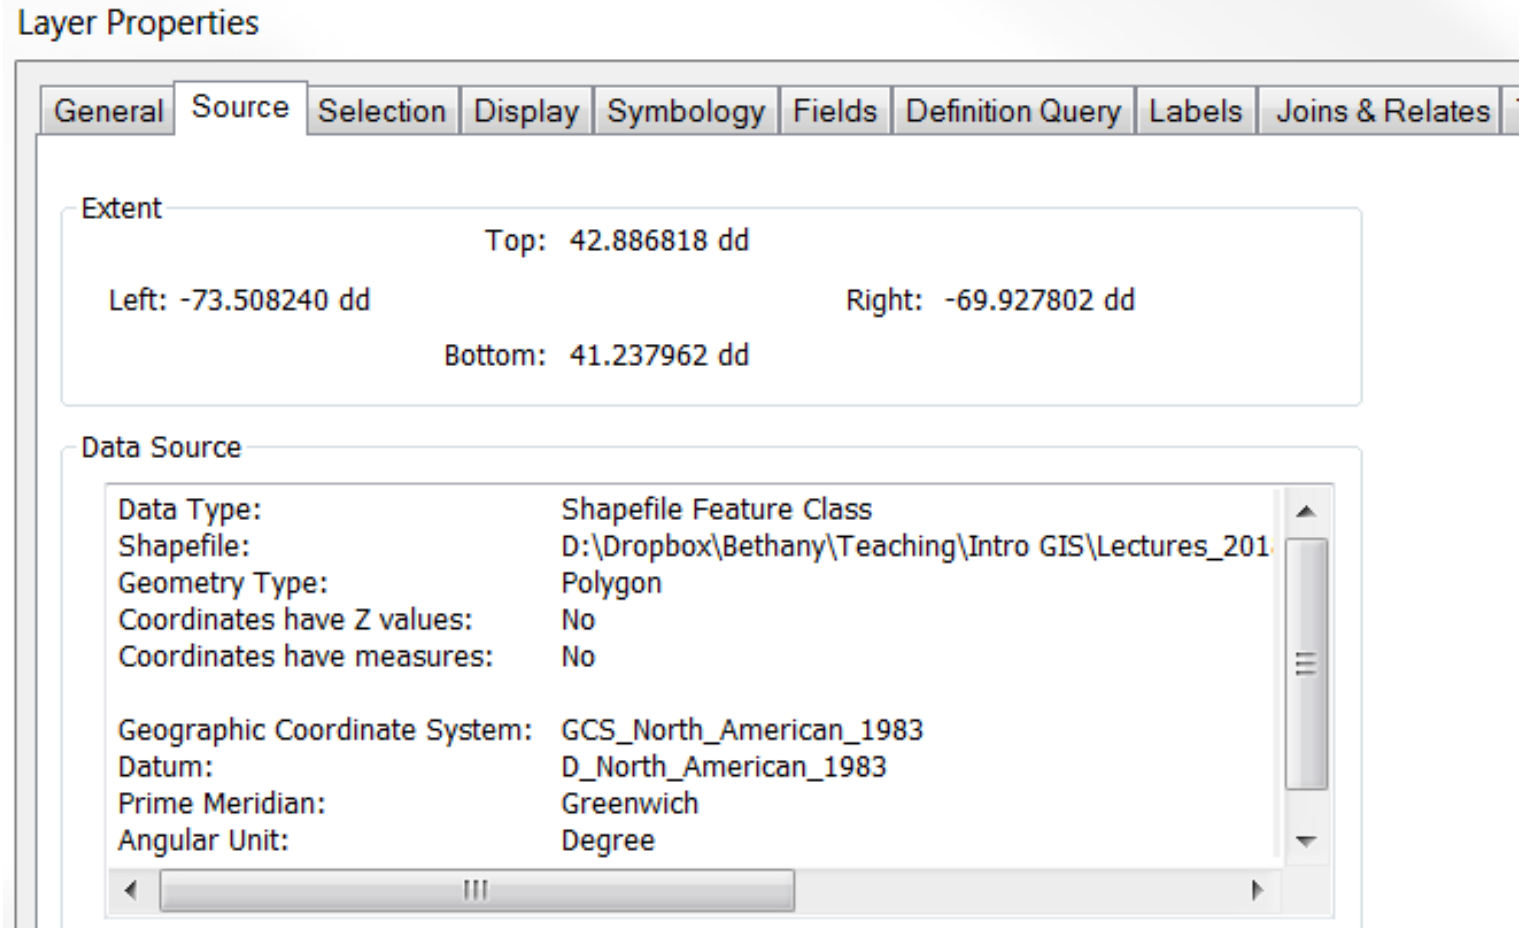 Layer Properties
General Source Selection Display Symbology Fields Definition Query Labels Joins & Relates
Extent
Top: 42.886818 dd
Left: -73.508240 dd Right: -69.927802 dd
Bottom: 41.237962 dd
Data Source
Data Type: Shapefile Feature Class
Shapefile: D:\Dropbox\Bethany\Teaching\Intro GIS\Lectures_201
Geometry Type: Polygon
Coordinates have Z values: No
Coordinates have measures: No
Geographic Coordinate System: GCS_North_American_1983
Datum: D_North_American_1983
Prime Meridian: Greenwich
Angular Unit: Degree